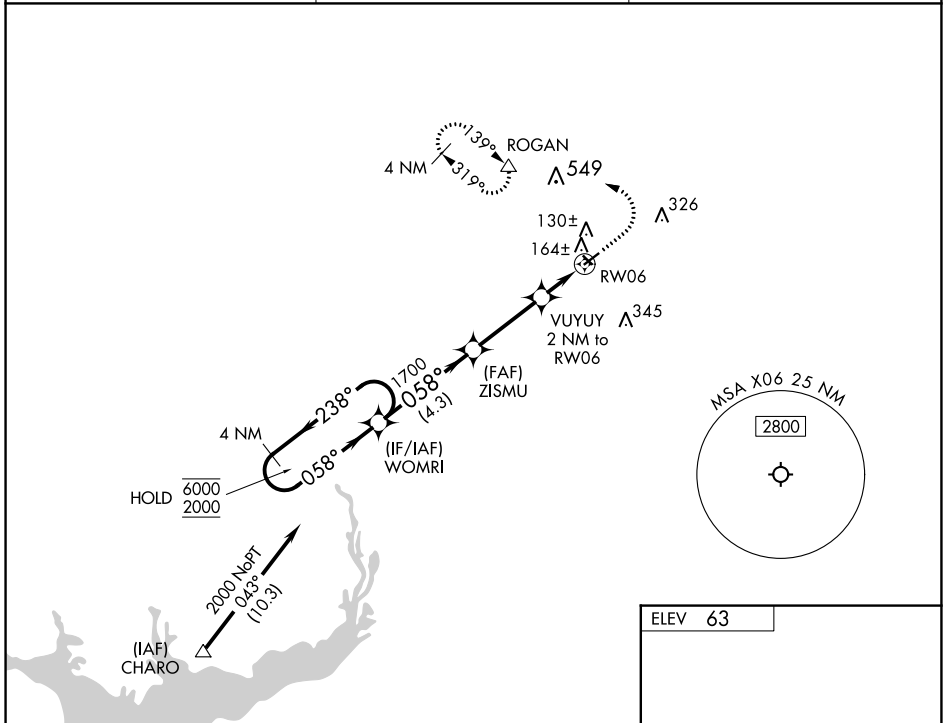 139°
319°
4 NM
ROGAN
549
326
130±
164±
RW06
345
VUYUY
2 NM to
RW06
(FAF)
ZISMU
1700
058°
(4.3)
238°
4 NM
058°
(IF/IAF)
WOMRI
HOLD
6000
2000
2000 NoPT
043°
(10.3)
(IAF)
CHARO
MSA X06 25 NM
2800
ELEV 63